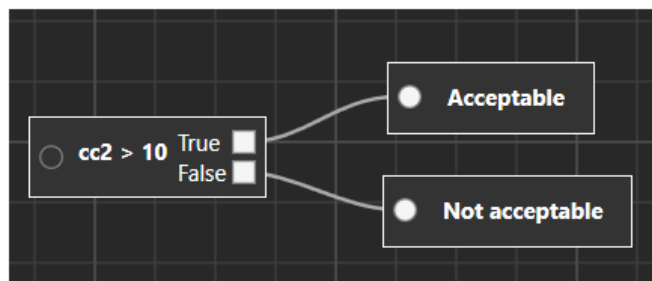 cc2 > 10
True
False
Acceptable
Not acceptable